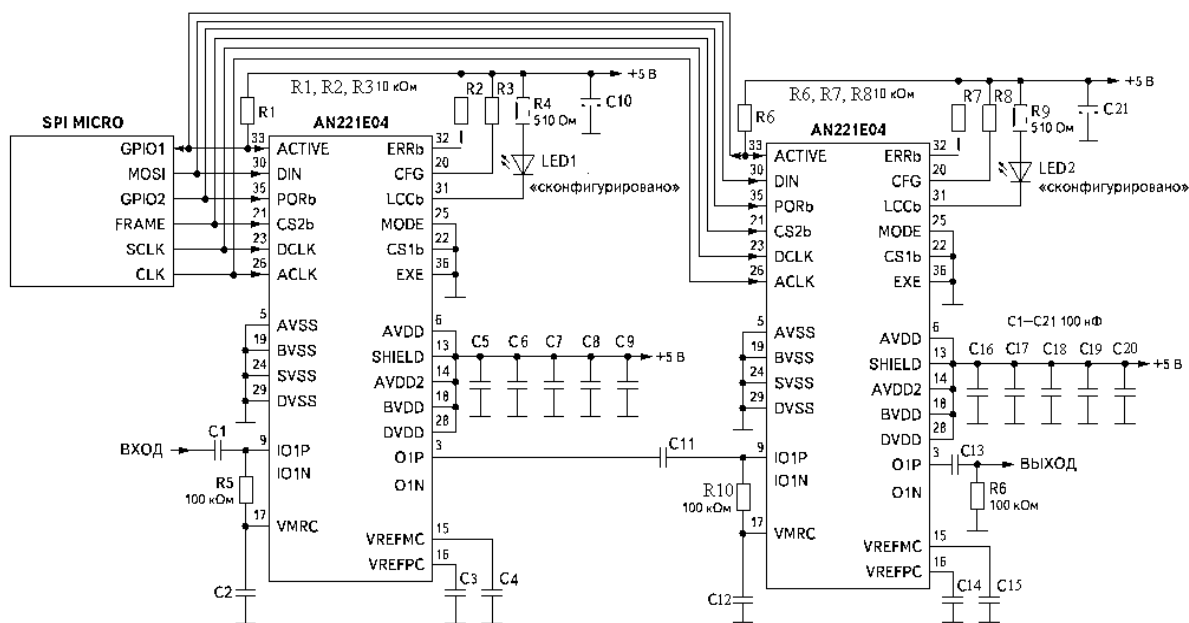 +5 В
R1, R2, R3 10 кОм
R1
R2
R3
R4
510 Ом
C10
SPI MICRO
GPIO1
MOSI
GPIO2
FRAME
SCLK
CLK
AN221E04
33 ACTIVE
30 DIN
35 PORb
21 CS2b
23 DCLK
26 ACLK
5 AVSS
19 BVSS
24 SVSS
29 DVSS
9 IO1P
IO1N
17 VMRC
ERRb 32
CFG 20
LCCb 31
MODE 25
CS1b 22
EXE 36
AVDD 6
SHIELD 13
AVDD2 14
BVDD 18
DVDD 28
O1P 3
O1N
VREFMC 15
VREFPC 16
LED1
«сконфигурировано»
C5 C6 C7 C8 C9
+5 В
ВХОД
C1
R5
100 кОм
C2
C3
C4
C11
+5 В
R6, R7, R8 10 кОм
R6
R7
R8
R9
510 Ом
C21
AN221E04
33 ACTIVE
30 DIN
35 PORb
21 CS2b
23 DCLK
26 ACLK
5 AVSS
19 BVSS
24 SVSS
29 DVSS
9 IO1P
IO1N
17 VMRC
ERRb 32
CFG 20
LCCb 31
MODE 25
CS1b 22
EXE 36
AVDD 6
SHIELD 13
AVDD2 14
BVDD 18
DVDD 28
O1P 3
O1N
VREFMC 15
VREFPC 16
LED2
«сконфигурировано»
C1–C21 100 нФ
C16 C17 C18 C19 C20
+5 В
R10
100 кОм
C12
C13
ВЫХОД
R6
100 кОм
C14
C15